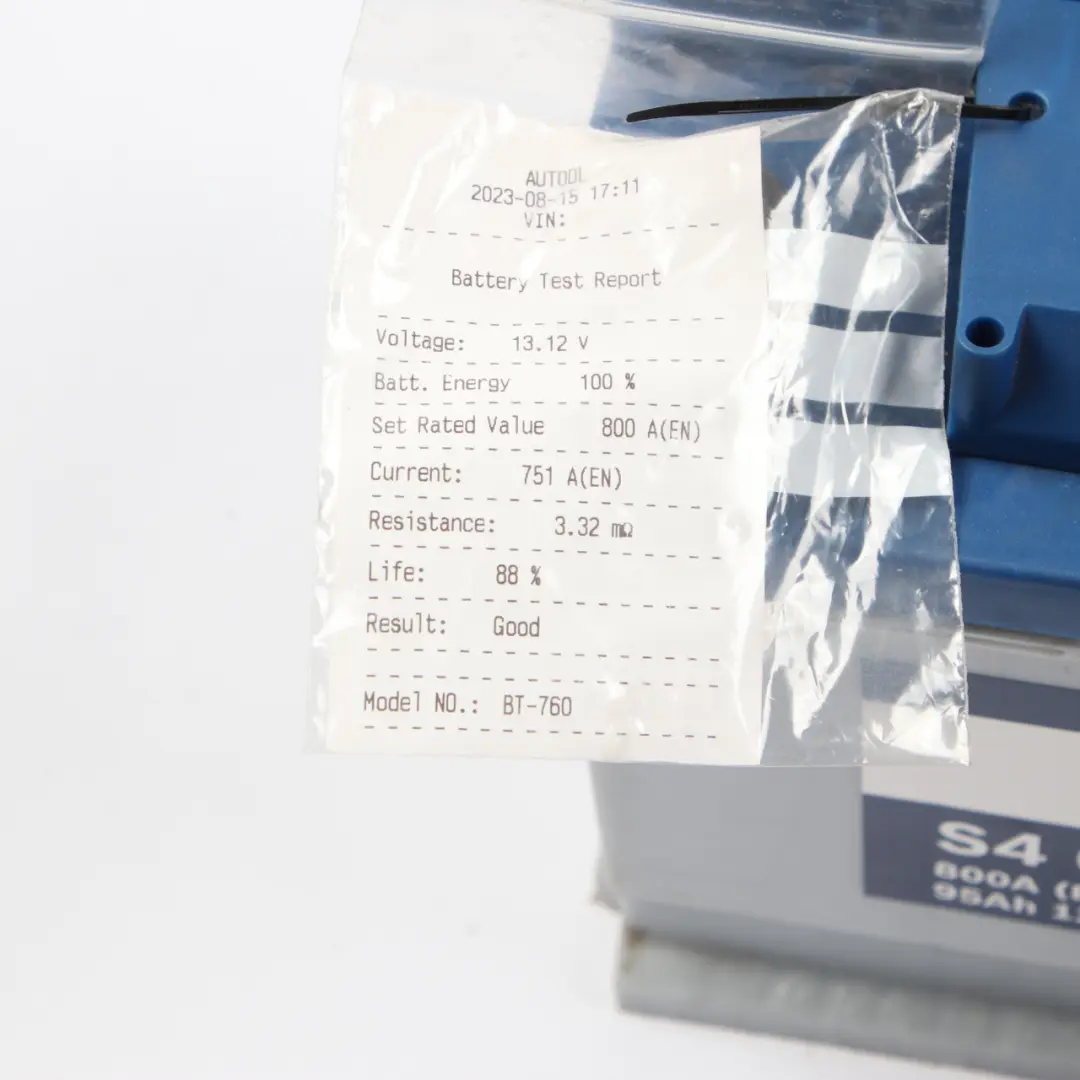 AUTOOL
2023-08-15 17:11
VIN:
Battery Test Report
Voltage: 13.12 V
Batt. Energy 100 %
Set Rated Value 800 A(EN)
Current: 751 A(EN)
Resistance: 3.32 mΩ
Life: 88 %
Result: Good
Model NO.: BT-760
S4
800A
95Ah